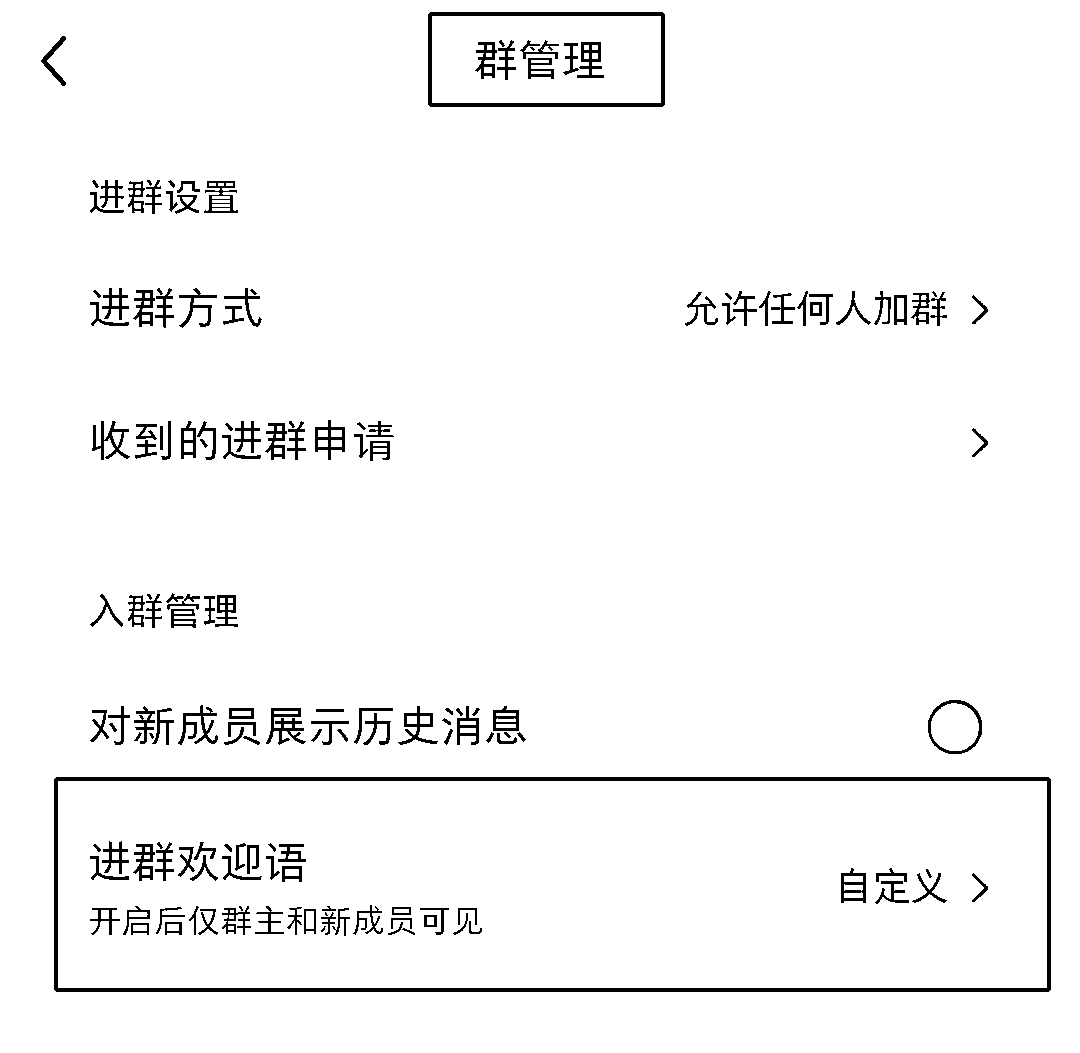 群管理
进群设置
进群方式 允许任何人加群
收到的进群申请
入群管理
对新成员展示历史消息
进群欢迎语 自定义
开启后仅群主和新成员可见